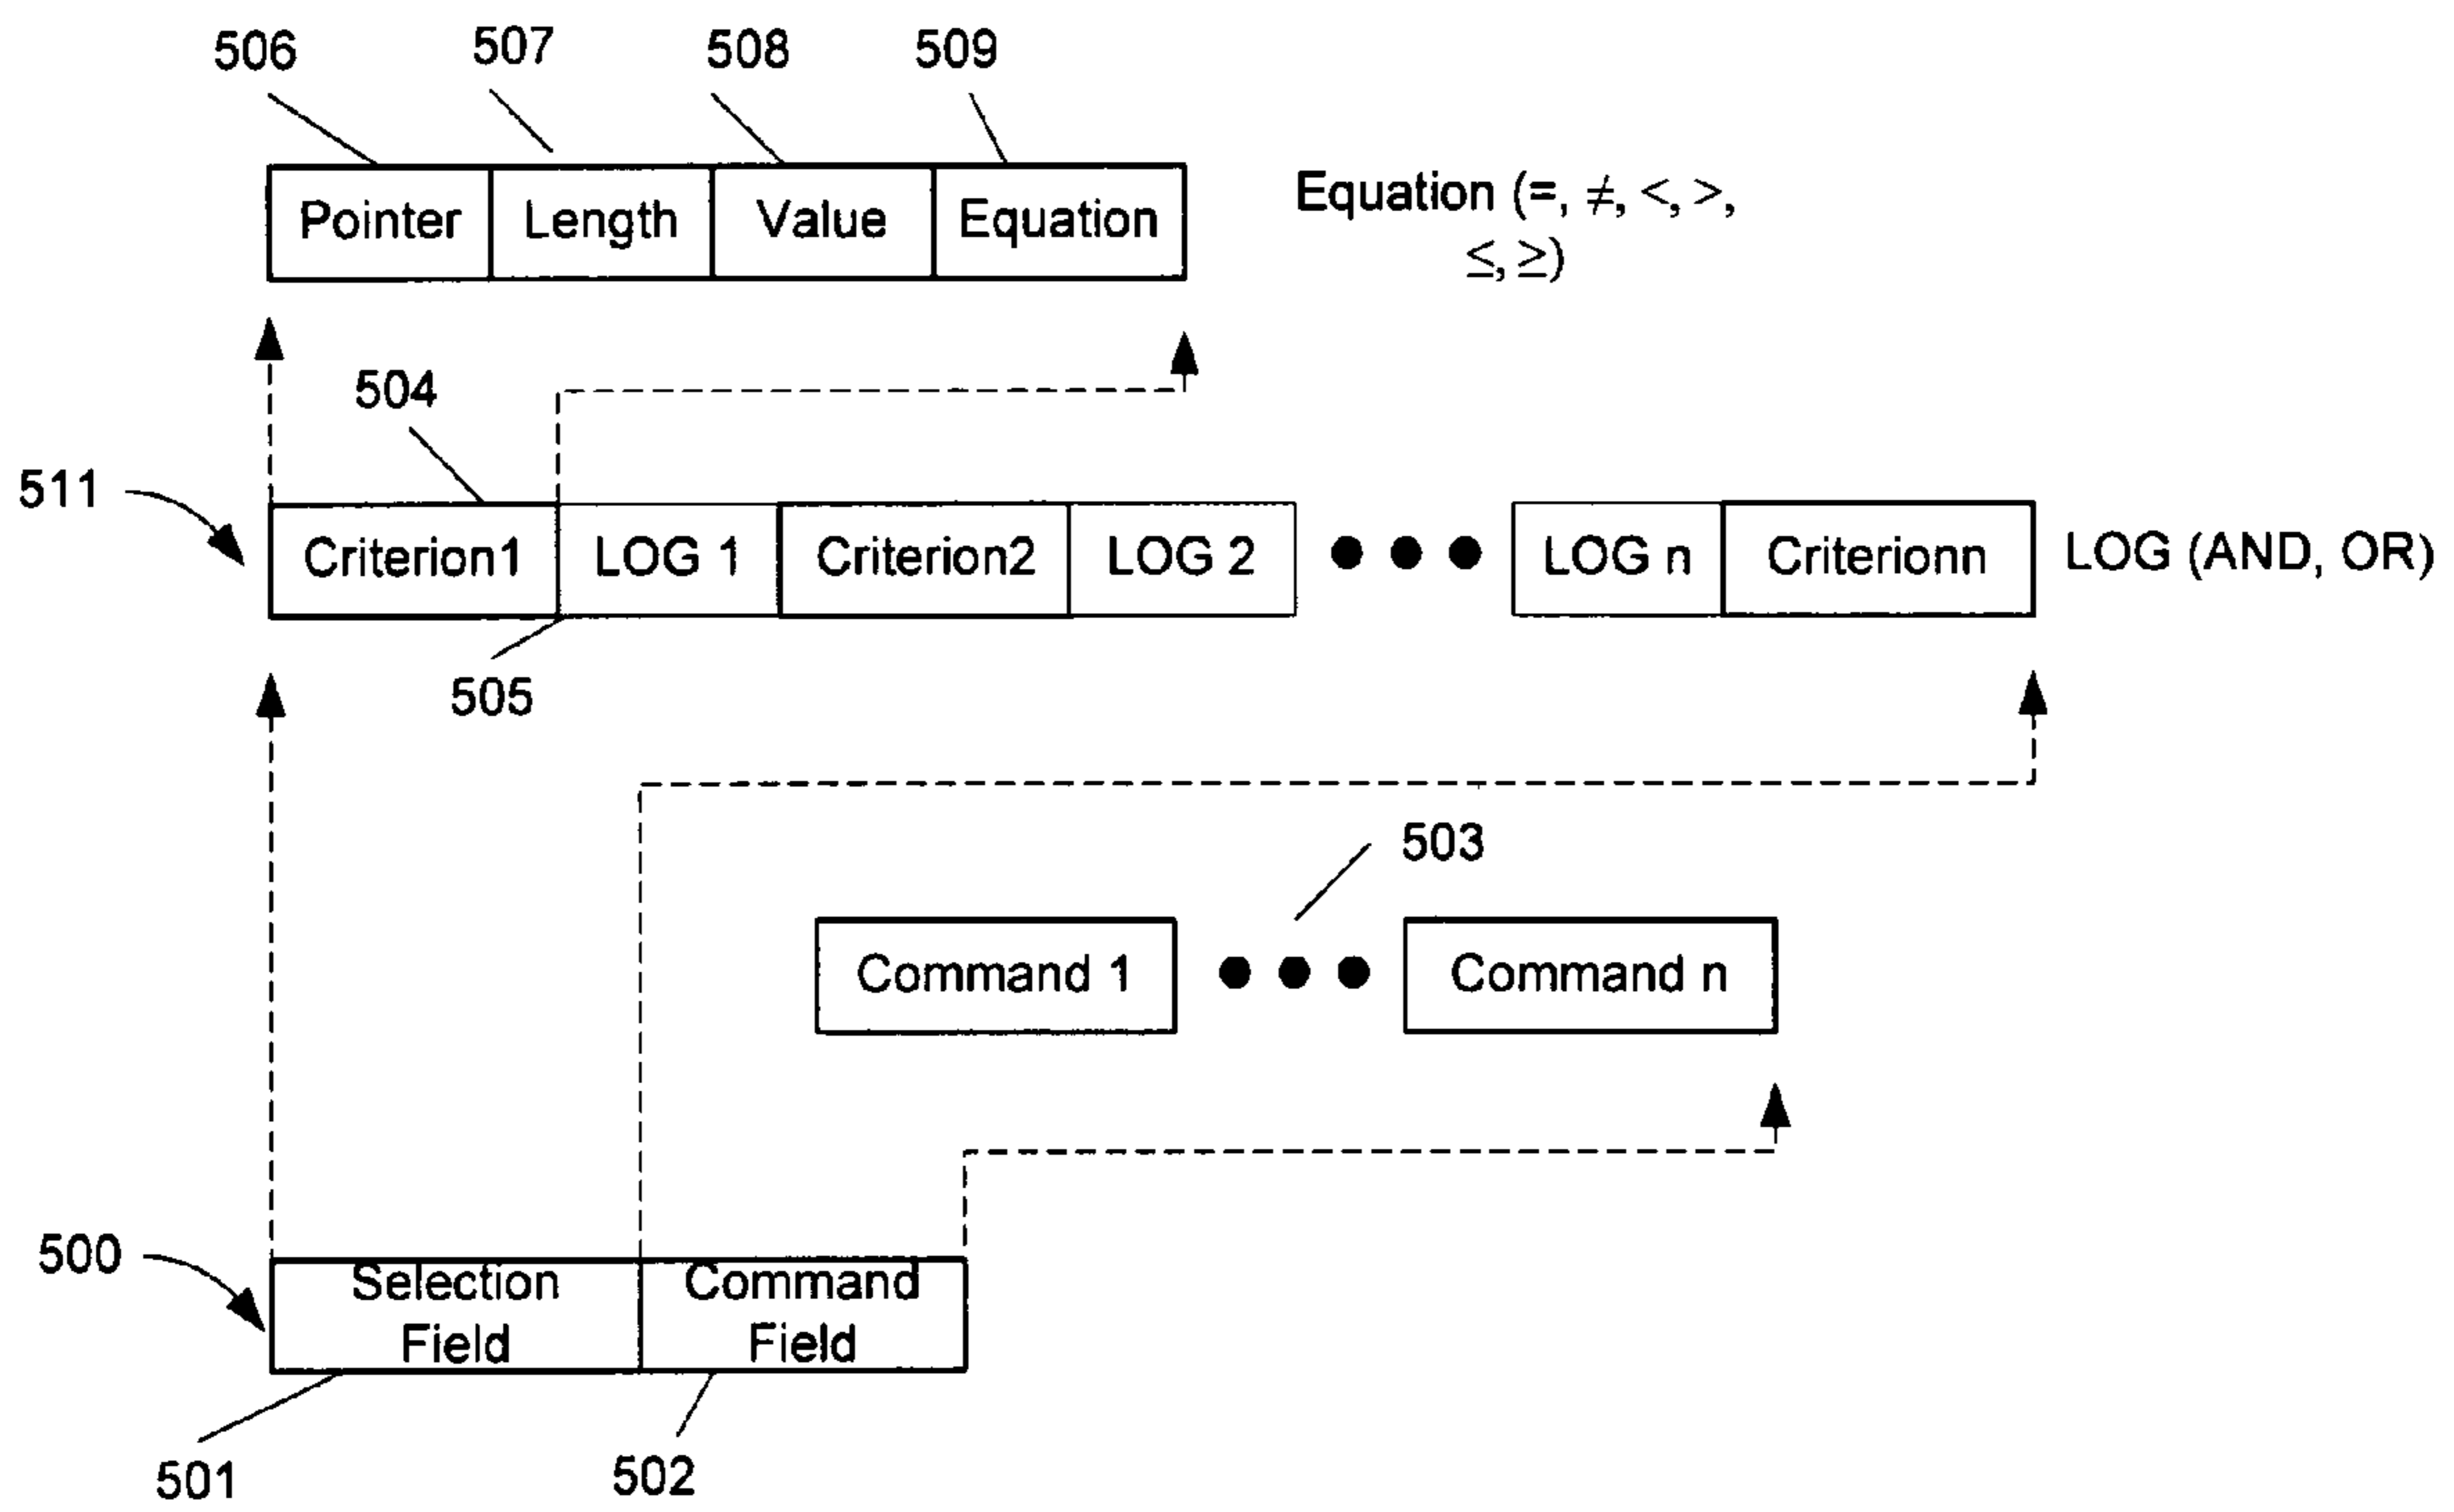 506 507 508 509
Pointer Length Value Equation
Equation (=, ≠, <, >,
≤, ≥)
504
511
Criterion1 LOG 1 Criterion2 LOG 2 LOG n Criterionn LOG (AND, OR)
505
503
Command 1 Command n
500
Selection Command
Field Field
501 502